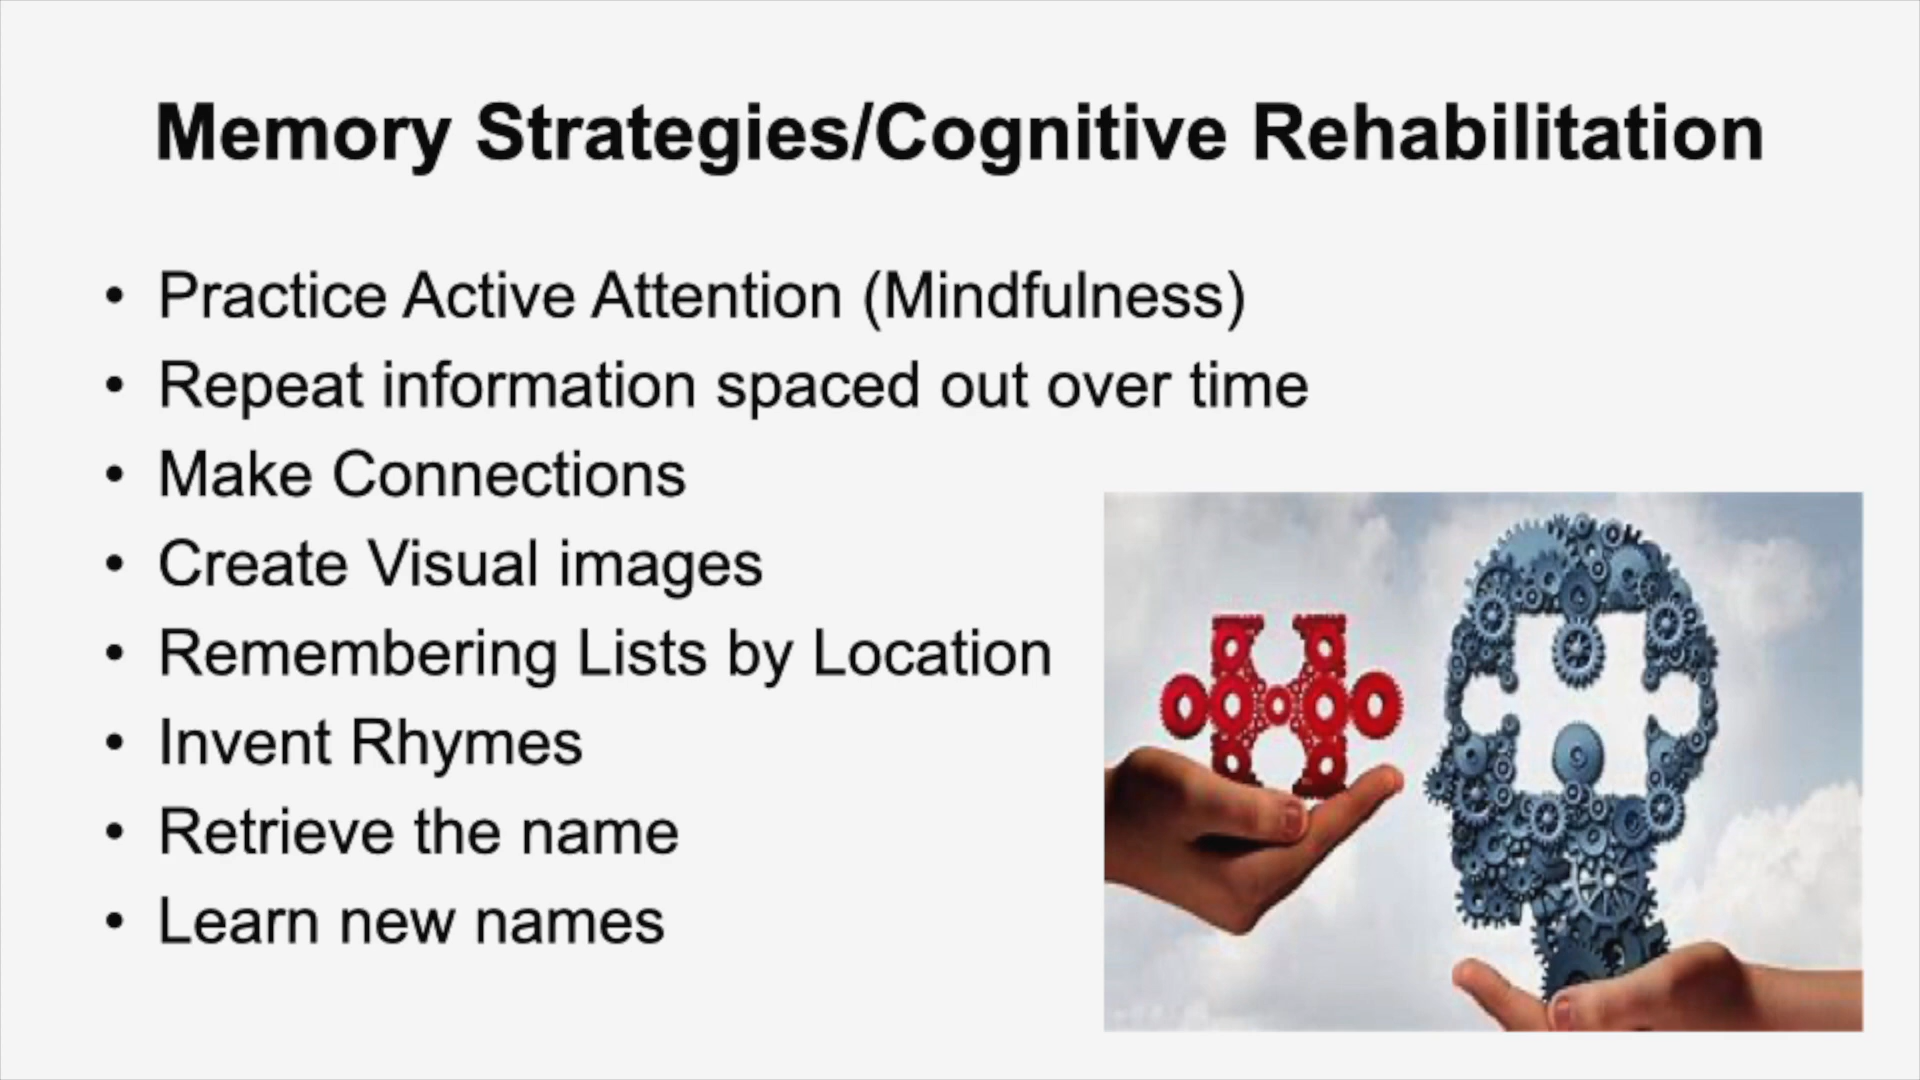 Memory Strategies/Cognitive Rehabilitation
• Practice Active Attention (Mindfulness)
• Repeat information spaced out over time
• Make Connections
• Create Visual images
• Remembering Lists by Location
• Invent Rhymes
• Retrieve the name
• Learn new names